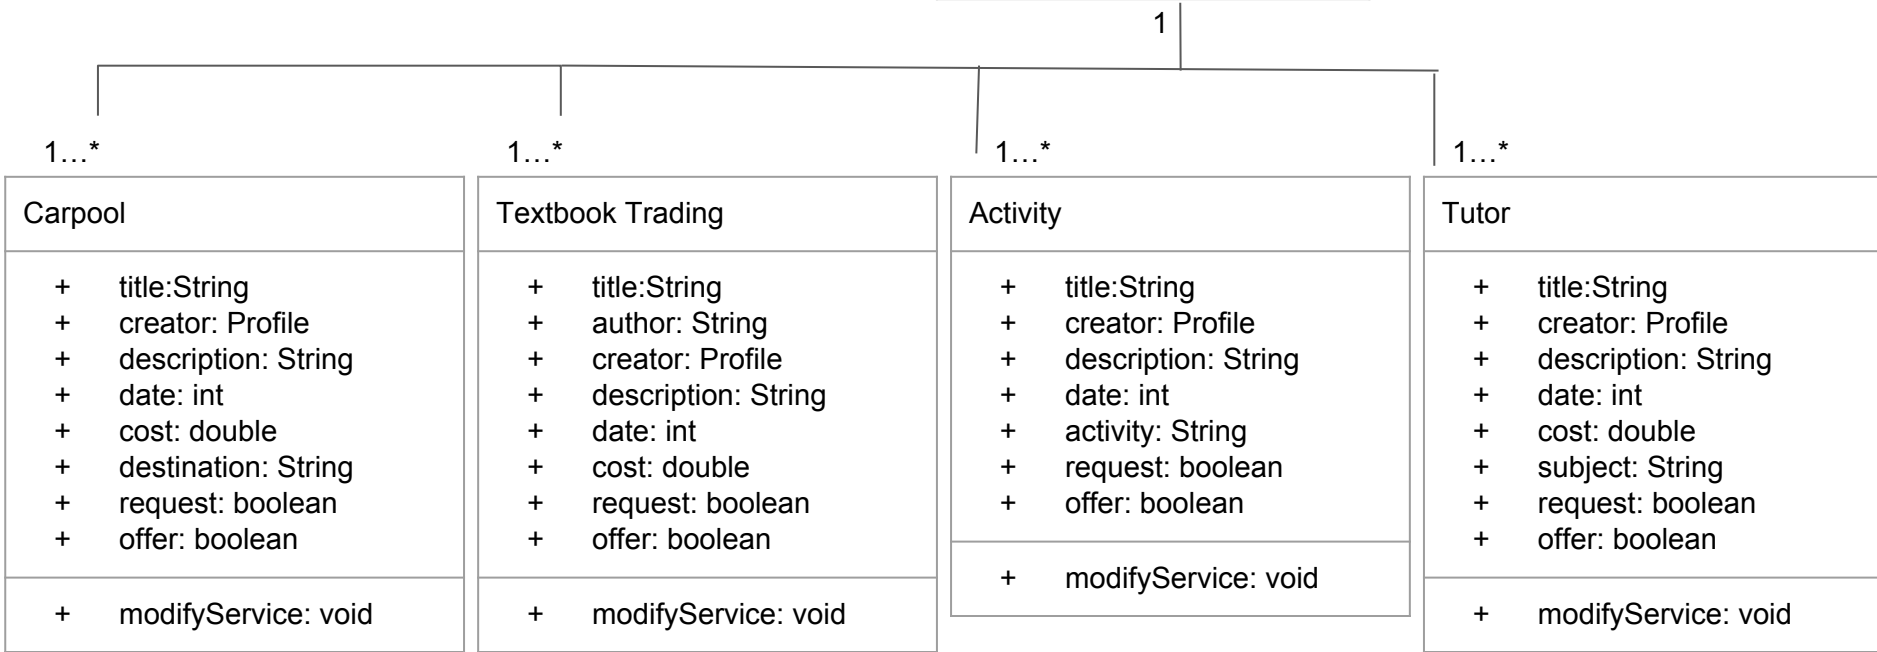 1
1…*
1…*
1…*
1…*
Carpool
+ title:String
+ creator: Profile
+ description: String
+ date: int
+ cost: double
+ destination: String
+ request: boolean
+ offer: boolean
+ modifyService: void
Textbook Trading
+ title:String
+ author: String
+ creator: Profile
+ description: String
+ date: int
+ cost: double
+ request: boolean
+ offer: boolean
+ modifyService: void
Activity
+ title:String
+ creator: Profile
+ description: String
+ date: int
+ activity: String
+ request: boolean
+ offer: boolean
+ modifyService: void
Tutor
+ title:String
+ creator: Profile
+ description: String
+ date: int
+ cost: double
+ subject: String
+ request: boolean
+ offer: boolean
+ modifyService: void